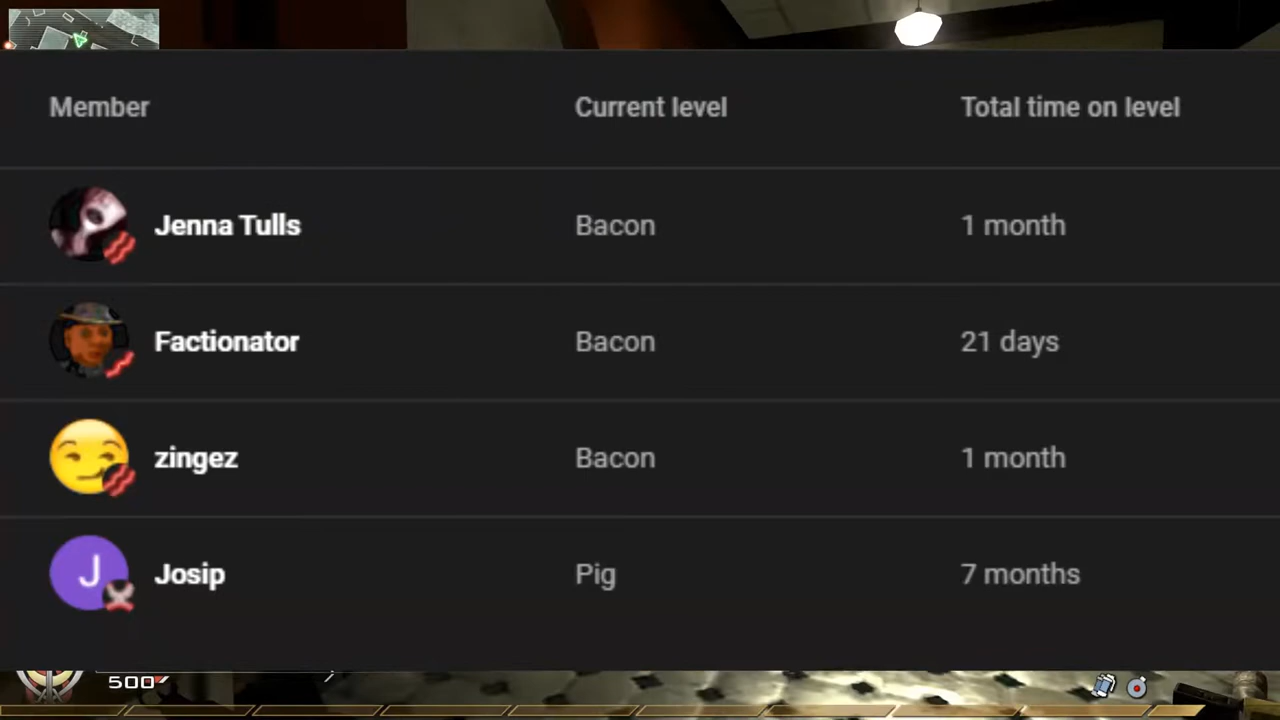 Member Current level Total time on level
Jenna Tulls Bacon 1 month
Factionator Bacon 21 days
zingez Bacon 1 month
J Josip Pig 7 months
500